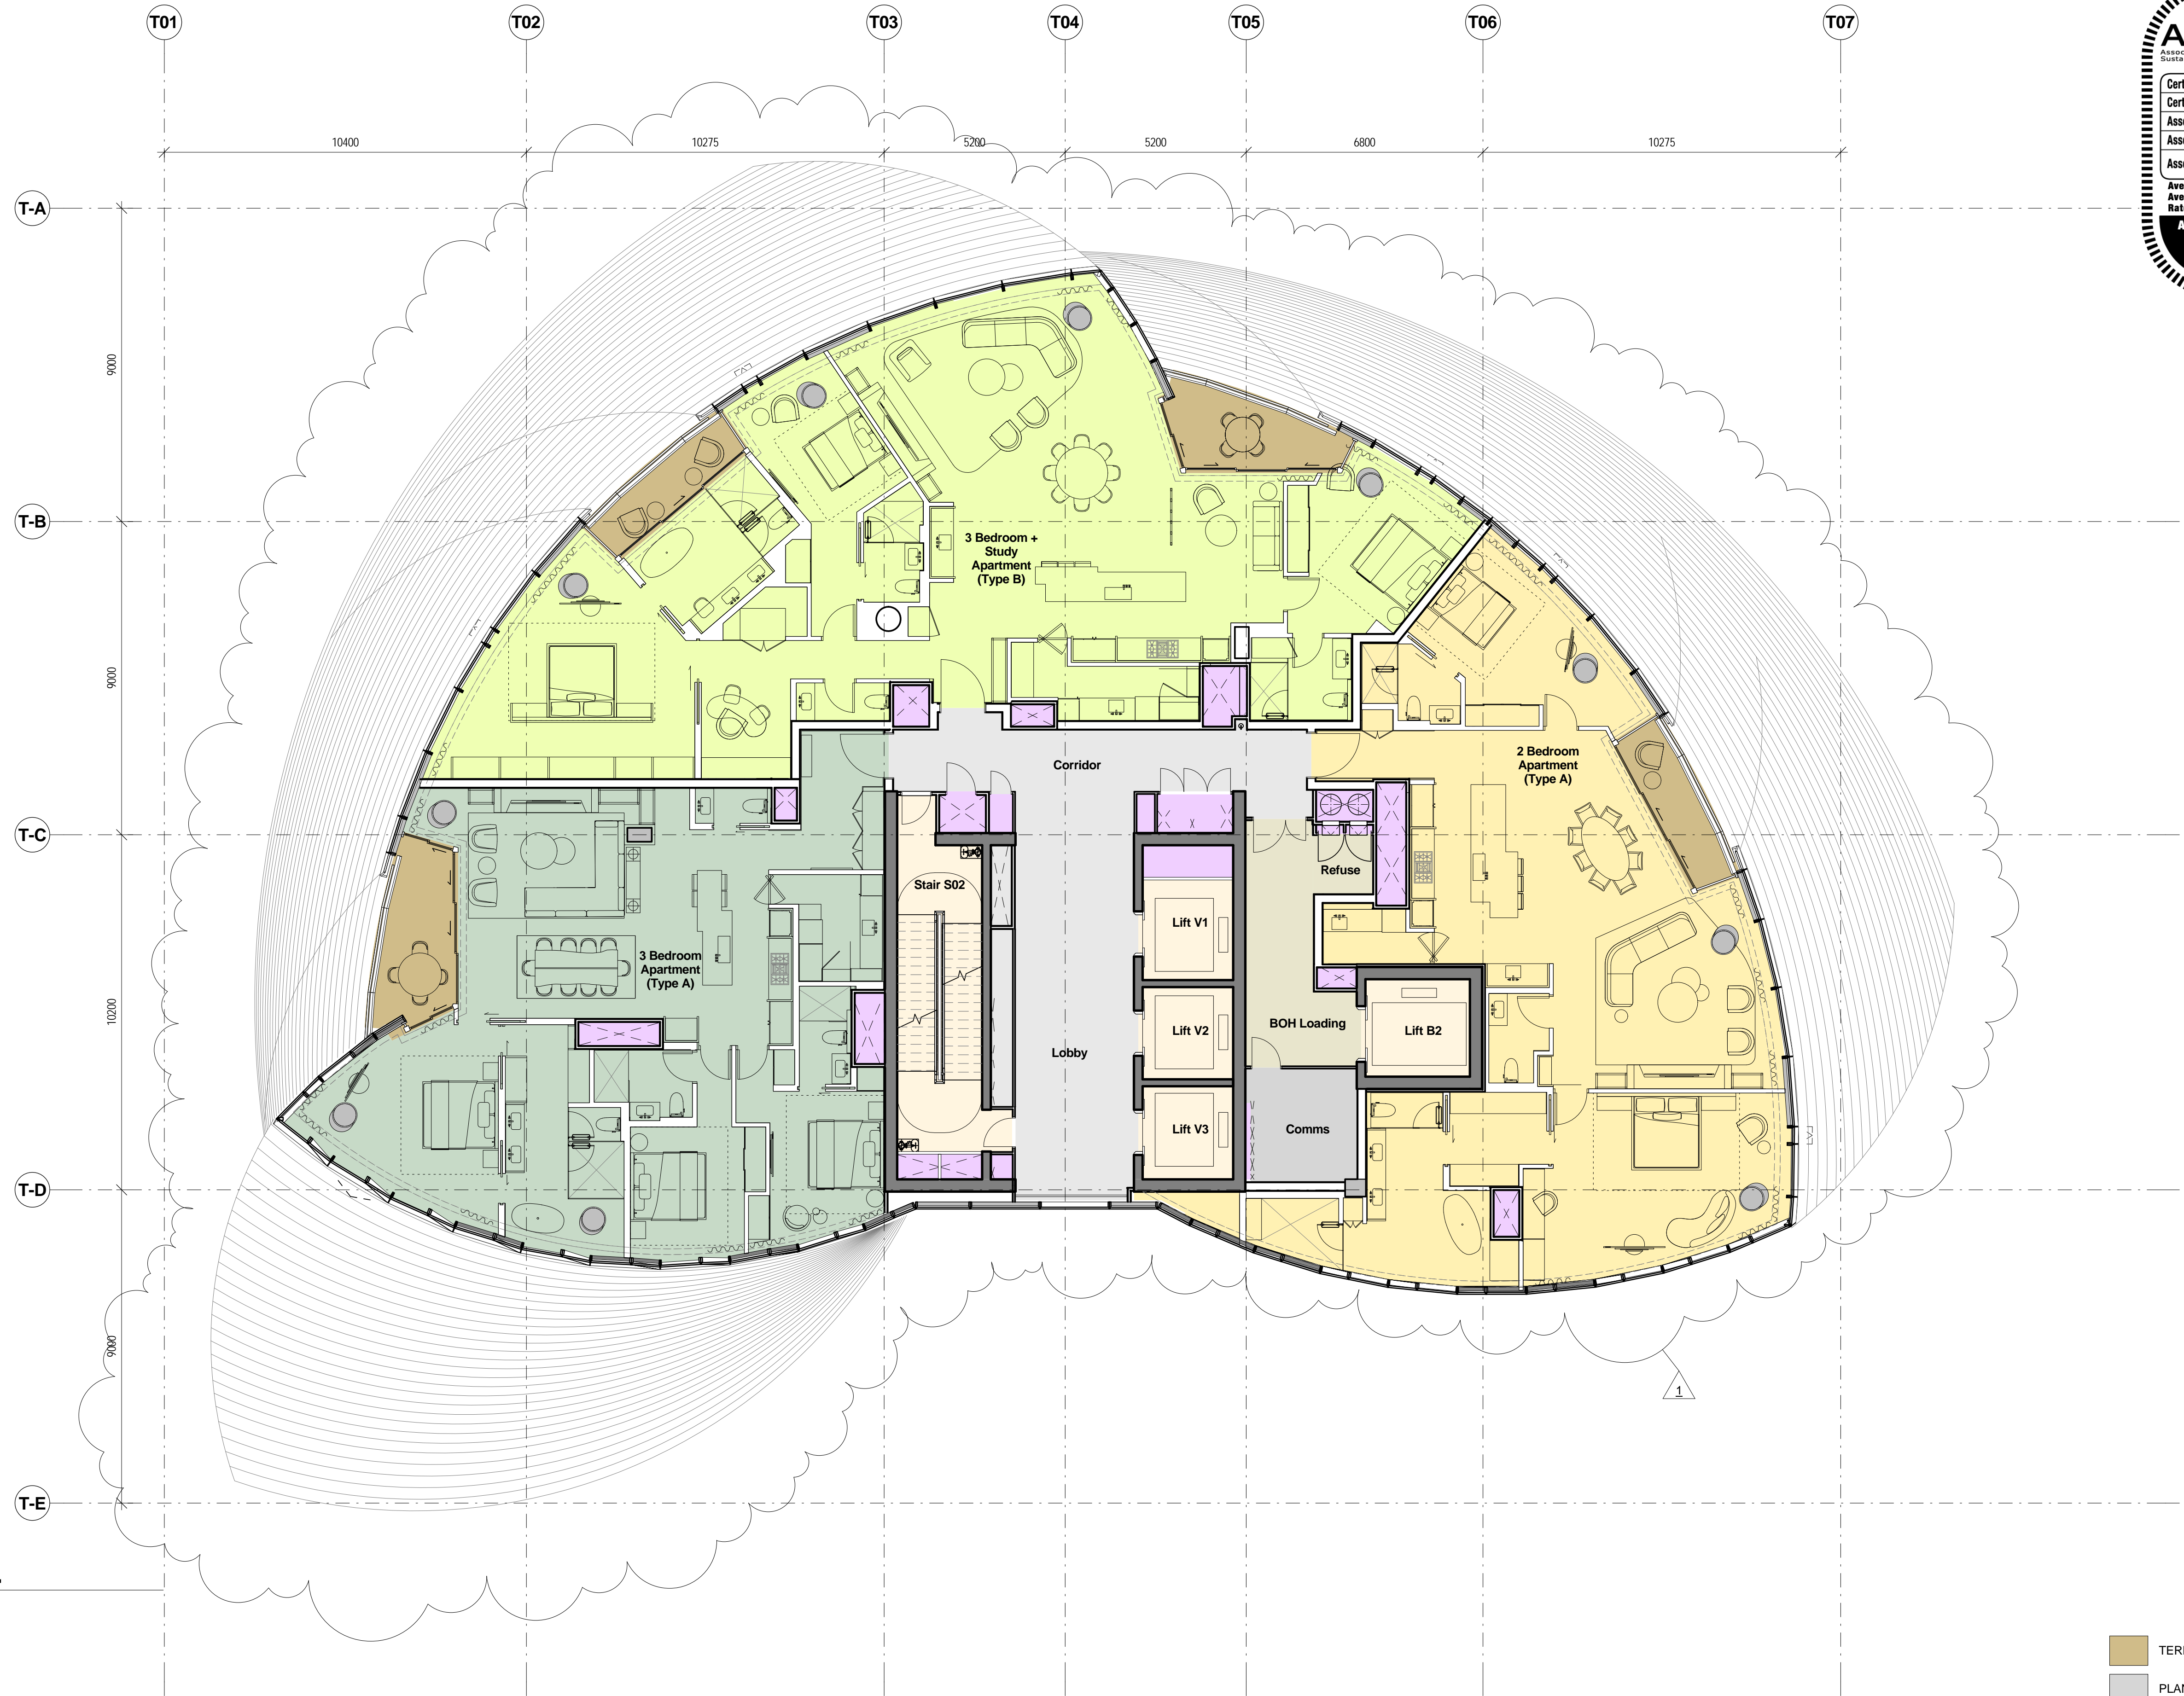 T01
T02
T03
T04
T05
T06
T07
10400
10275
5200
5200
6800
10275
T-A
T-B
T-C
T-D
T-E
9000
9000
10200
9000
3 Bedroom +
Study
Apartment
(Type B)
2 Bedroom
Apartment
(Type A)
Corridor
Refuse
Stair S02
Lift V1
3 Bedroom
Apartment
(Type A)
BOH Loading
Lift V2
Lift B2
Lobby
Lift V3
Comms
1